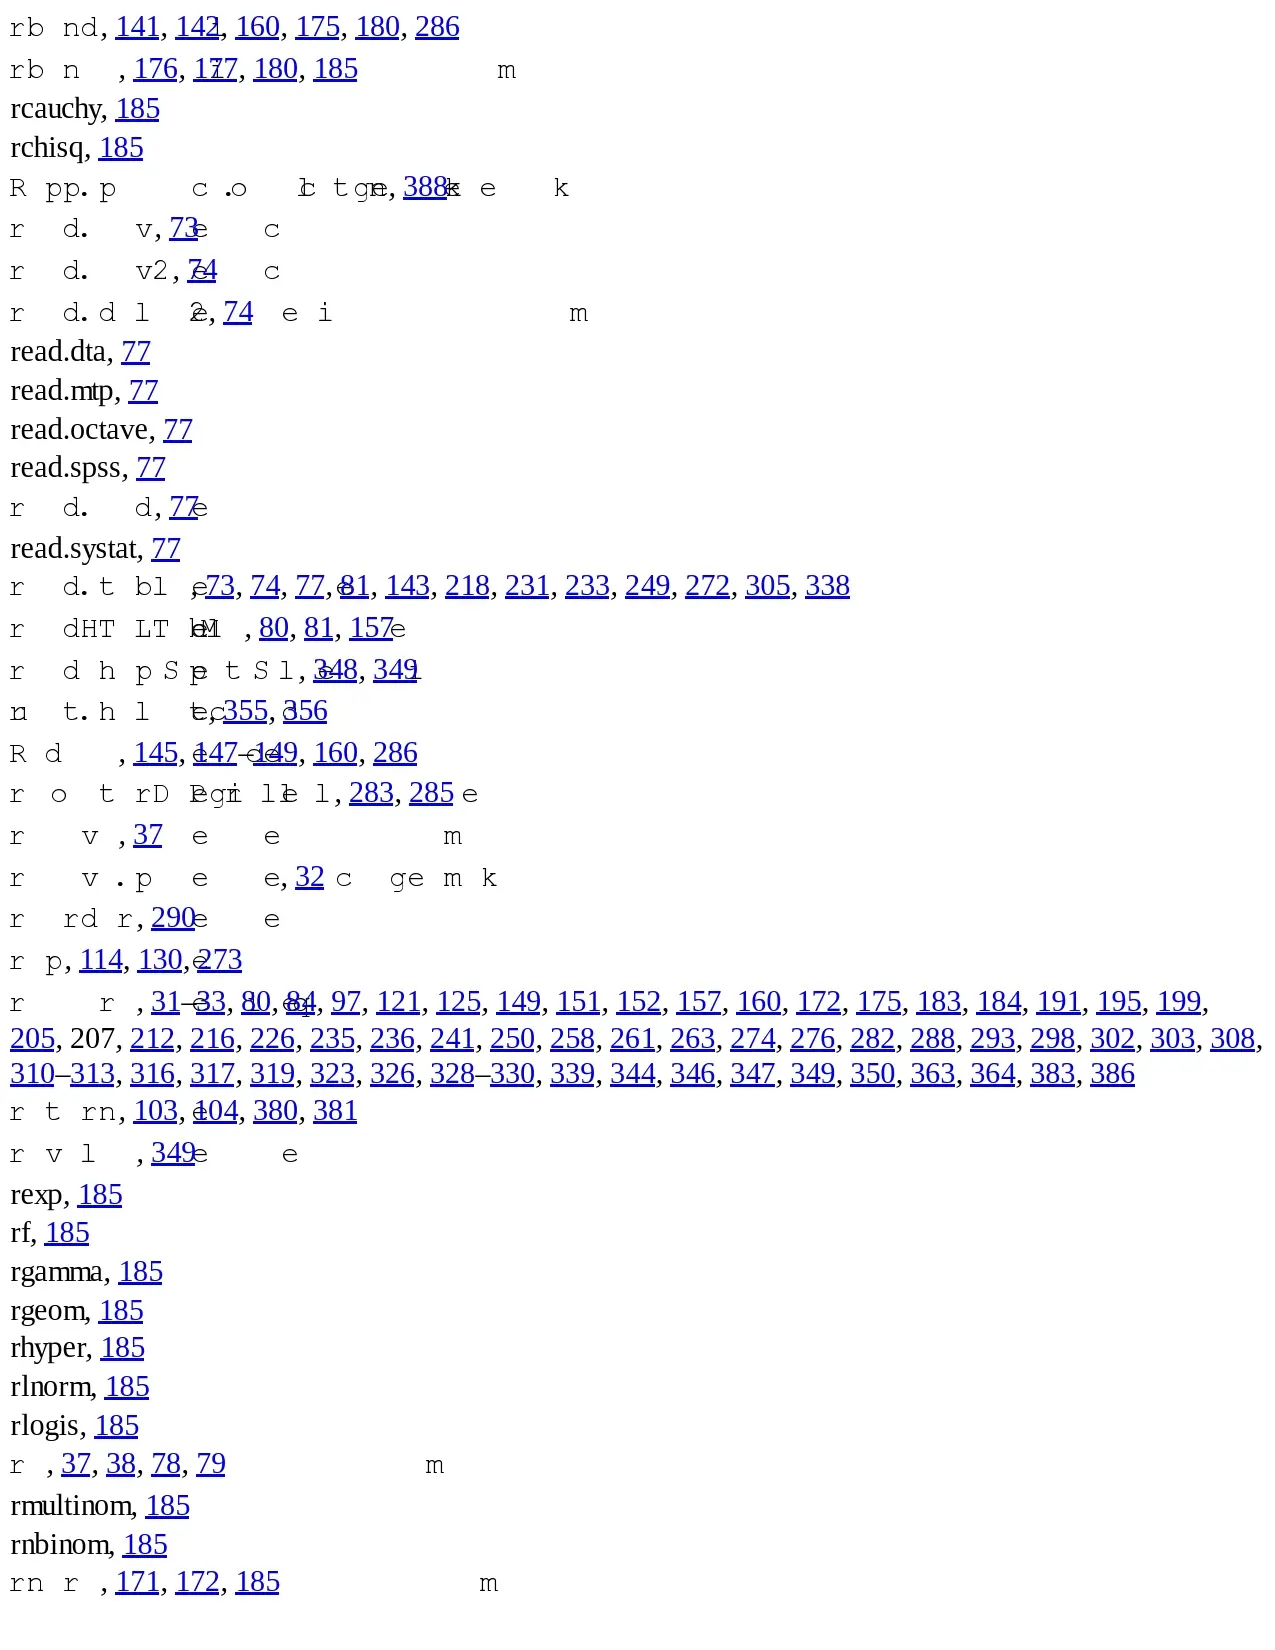 rb nd, 141, 142, 160, 175, 180, 286
rb n , 176, 177, 180, 185 m
rcauchy, 185
rchisq, 185
R pp.p c.o , 388 e k
r d. v, 73 e c
r d. v2, 74 c
r d.d l , 74 e i m
read.dta, 77
read.mtp, 77
read.octave, 77
read.spss, 77
r d. d, 77 e
read.systat, 77
r d.t bl , 73, 74, 77, 81, 143, 218, 231, 233, 249, 272, 305, 338
r dHT LT , 80, 81, 157 e
r d h pS t S l, 348, 349
t.h l , 355, 356
R d , 145, 147–149, 160, 286
r o t rD l, 283, 285 e
r v , 37 e e m
r v .p e e, 32 c ge m k
r rd r, 290 e e
r p, 114, 130, 273
r r , 31–33, 80, 84, 97, 121, 125, 149, 151, 152, 157, 160, 172, 175, 183, 184, 191, 195, 199,
205, 207, 212, 216, 226, 235, 236, 241, 250, 258, 261, 263, 274, 276, 282, 288, 293, 298, 302, 303, 308,
310–313, 316, 317, 319, 323, 326, 328–330, 339, 344, 346, 347, 349, 350, 363, 364, 383, 386
r t rn, 103, 104, 380, 381
r v l , 349 e e
rexp, 185
rf, 185
rgamma, 185
rgeom, 185
rhyper, 185
rlnorm, 185
rlogis, 185
r , 37, 38, 78, 79 m
rmultinom, 185
rnbinom, 185
rn r , 171, 172, 185 m